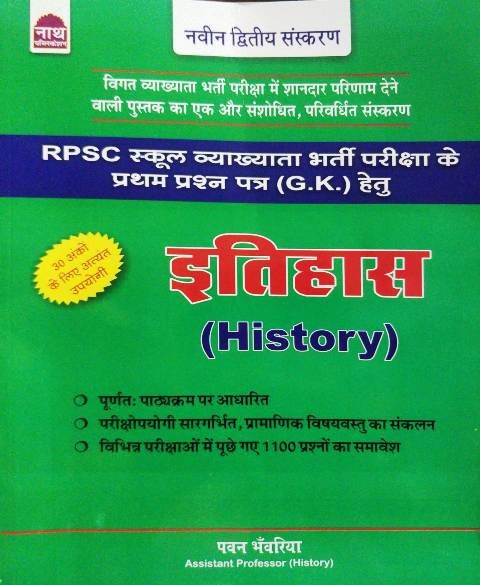 नाथ
पब्लिकेशन
नवीन द्वितीय संस्करण
विगत व्याख्याता भर्ती परीक्षा में शानदार परिणाम देने
वाली पुस्तक का एक और संशोधित, परिवर्धित संस्करण
RPSC स्कूल व्याख्याता भर्ती परीक्षा के
प्रथम प्रश्न पत्र (G.K.) हेतु
30 अंको
के लिए अत्यंत
उपयोगी
इतिहास
(History)
पूर्णत: पाठ्यक्रम पर आधारित
परीक्षोपयोगी सारगर्भित, प्रामाणिक विषयवस्तु का संकलन
विभिन्न परीक्षाओं में पूछे गए 1100 प्रश्नों का समावेश
पवन भँवरिया
Assistant Professor (History)